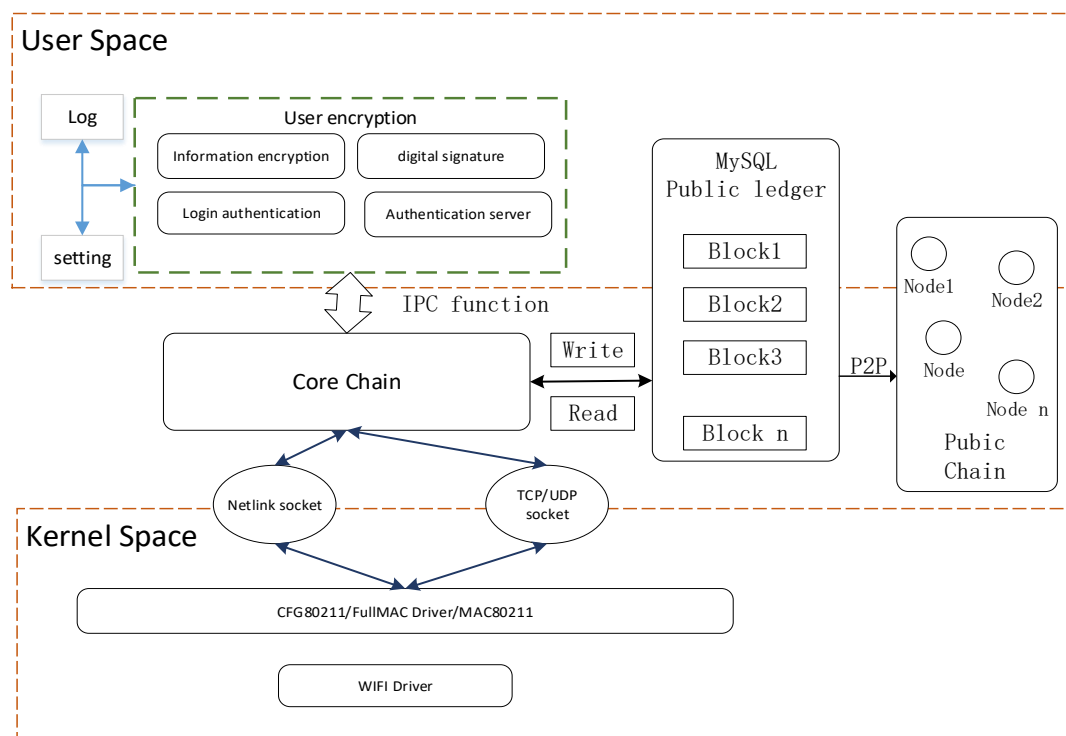 User Space
Log
setting
User encryption
Information encryption
digital signature
Login authentication
Authentication server
IPC function
Core Chain
Write
Read
MySQL
Public ledger
Block1
Block2
Block3
Block n
P2P
Node1
Node2
Node
Node n
Pubic
Chain
Netlink socket
TCP/UDP
socket
Kernel Space
CFG80211/FullMAC Driver/MAC80211
WIFI Driver